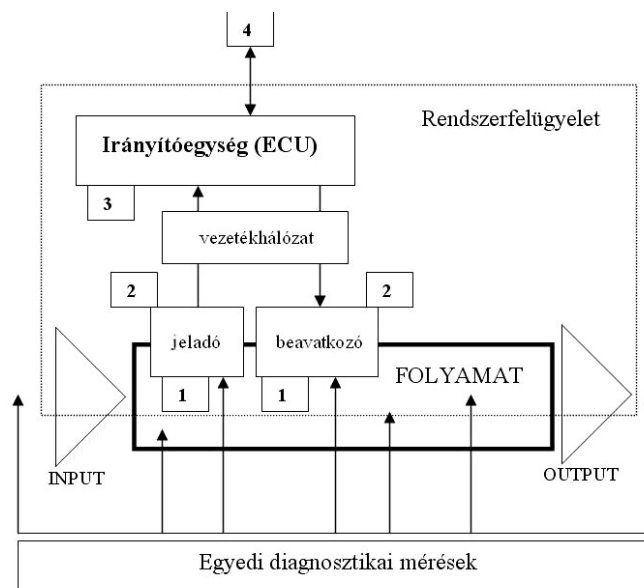 4
Rendszerfelügyelet
Irányítóegység (ECU)
3
vezetékhálózat
2
2
jeladó
beavatkozó
FOLYAMAT
1
1
INPUT
OUTPUT
Egyedi diagnosztikai mérések